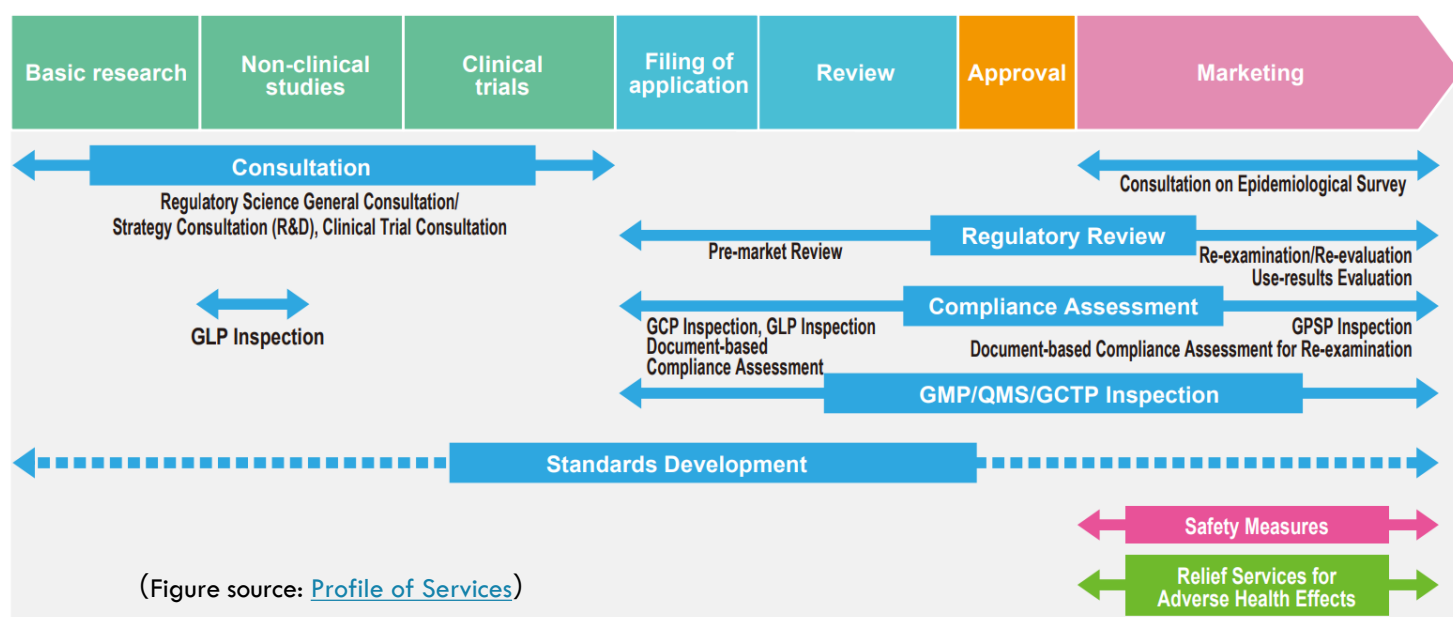 Basic research
Non-clinical
studies
Clinical
trials
Filing of
application
Review
Approval
Marketing
Consultation
Regulatory Science General Consultation/
Strategy Consultation (R&D), Clinical Trial Consultation
Consultation on Epidemiological Survey
Regulatory Review
Pre-market Review
Re-examination/Re-evaluation
Use-results Evaluation
GLP Inspection
Compliance Assessment
GCP Inspection, GLP Inspection
Document-based
Compliance Assessment
GPSP Inspection
Document-based Compliance Assessment for Re-examination
GMP/QMS/GCTP Inspection
Standards Development
Safety Measures
Relief Services for
Adverse Health Effects
(Figure source: Profile of Services)